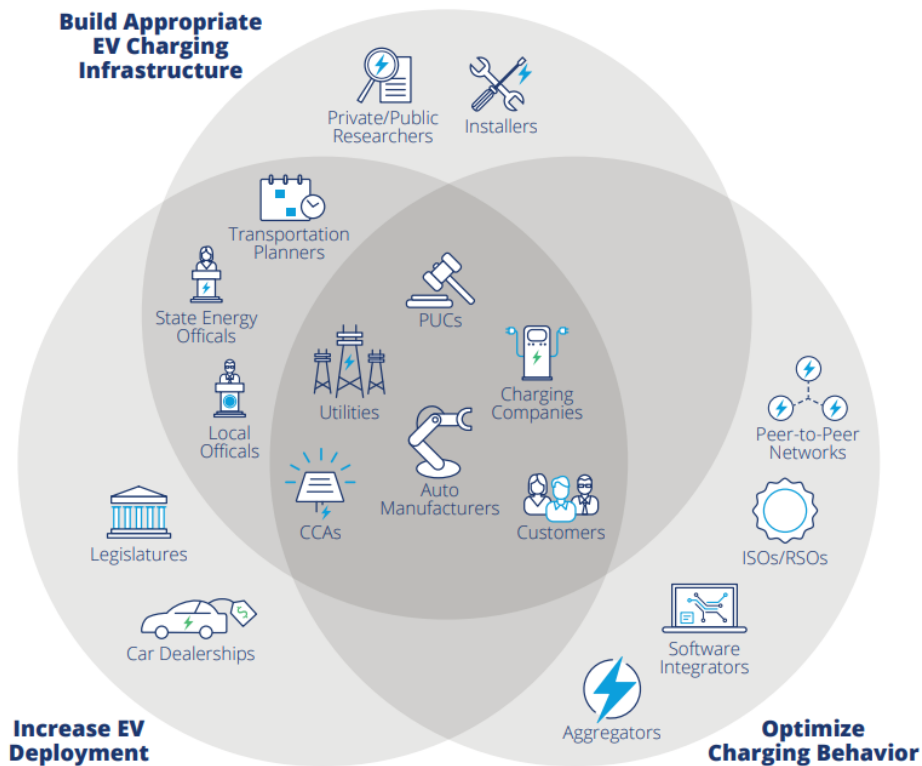 Build Appropriate
EV Charging
Infrastructure
Private/Public
Researchers
Installers
Transportation
Planners
State Energy
Officals
PUCs
Utilities
Charging
Companies
Local
Officals
Peer-to-Peer
Networks
Auto
Manufacturers
CCAs
Customers
Legislatures
ISOs/RSOs
Car Dealerships
Software
Integrators
Aggregators
Increase EV
Deployment
Optimize
Charging Behavior